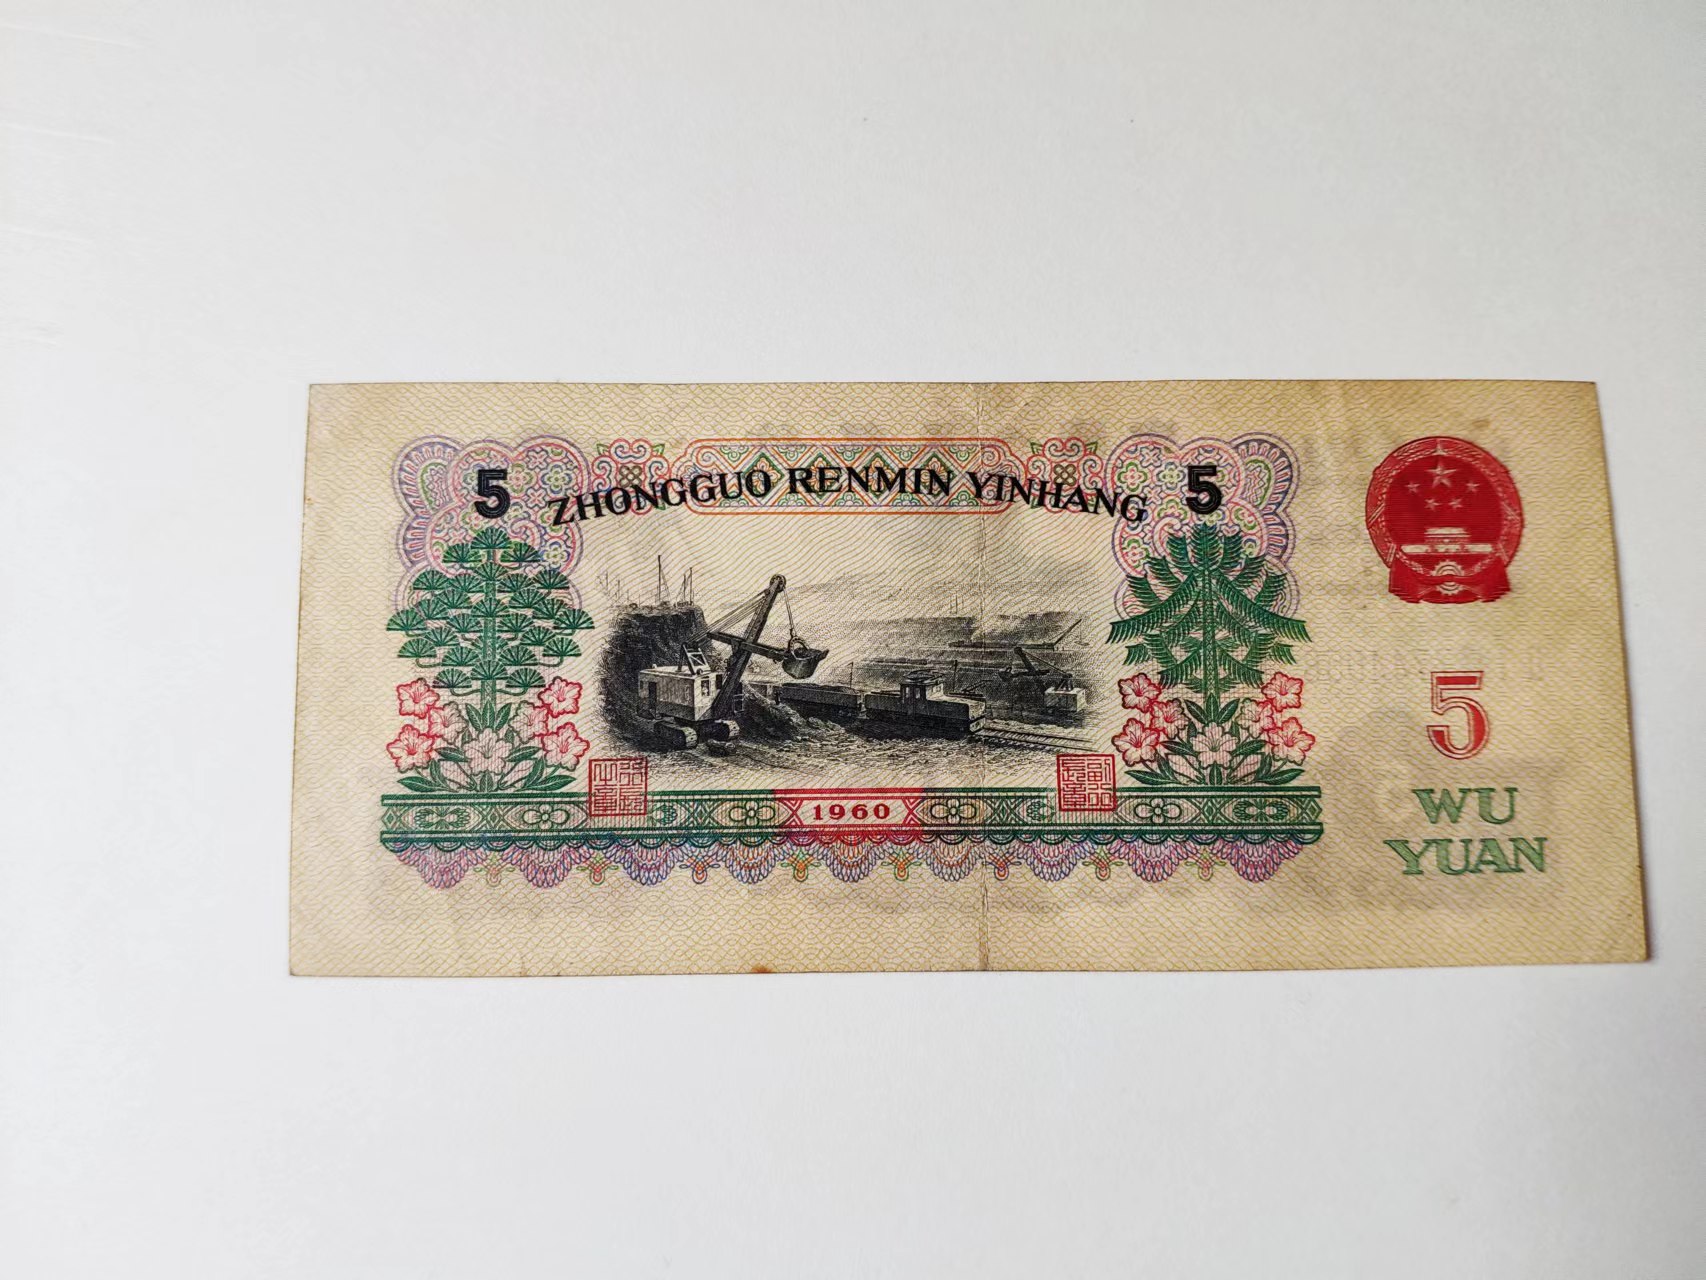 5 ZHONGGUO RENMIN YINHANG 5
5
WU
YUAN
1960